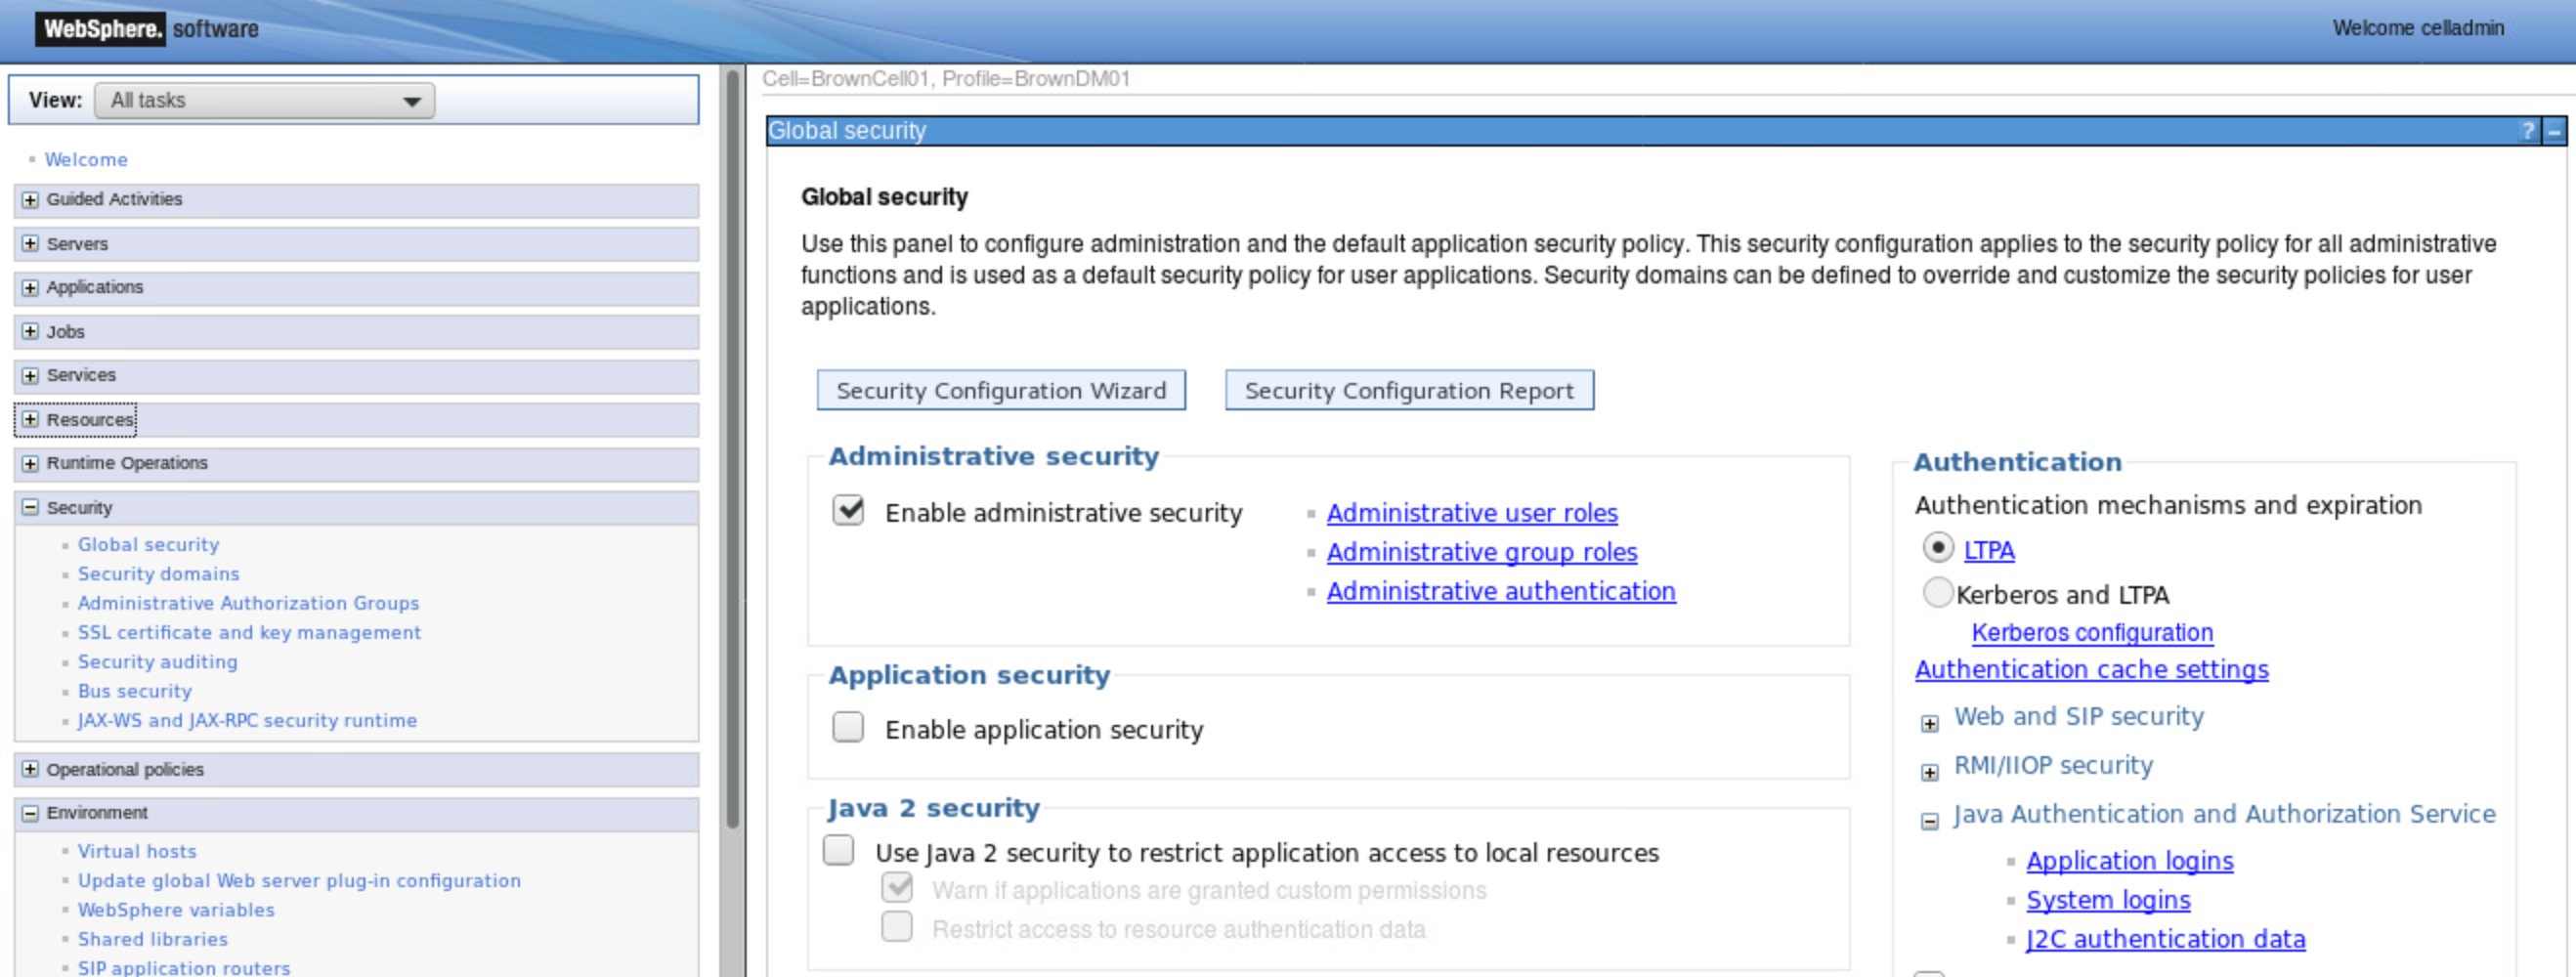 WebSphere. software
Welcome celladmin
View: All tasks
Welcome
Guided Activities
Servers
Applications
Jobs
Services
Resources
Runtime Operations
Security
Global security
Security domains
Administrative Authorization Groups
SSL certificate and key management
Security auditing
Bus security
JAX-WS and JAX-RPC security runtime
Operational policies
Environment
Virtual hosts
Update global Web server plug-in configuration
WebSphere variables
Shared libraries
SIP application routers
Cell=BrownCell01, Profile=BrownDM01
Global security
? –
Global security
Use this panel to configure administration and the default application security policy. This security configuration applies to the security policy for all administrative
functions and is used as a default security policy for user applications. Security domains can be defined to override and customize the security policies for user
applications.
Security Configuration Wizard
Security Configuration Report
Administrative security
Enable administrative security
Administrative user roles
Administrative group roles
Administrative authentication
Application security
Enable application security
Java 2 security
Use Java 2 security to restrict application access to local resources
Warn if applications are granted custom permissions
Restrict access to resource authentication data
Authentication
Authentication mechanisms and expiration
LTPA
Kerberos and LTPA
Kerberos configuration
Authentication cache settings
Web and SIP security
RMI/IIOP security
Java Authentication and Authorization Service
Application logins
System logins
J2C authentication data